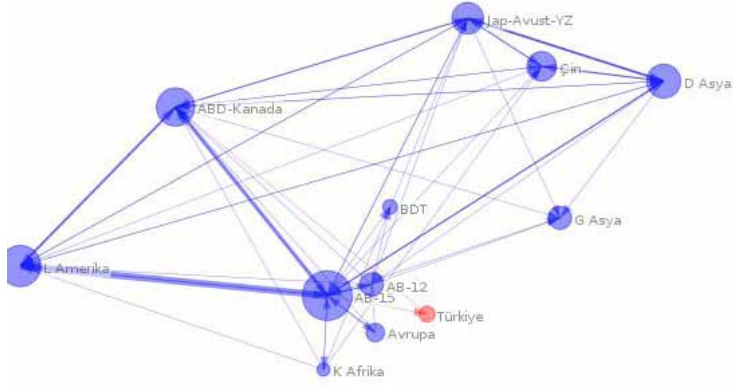 Jap-Avust-YZ
Çin
D Asya
ABD-Kanada
BDT
G Asya
L Amerika
AB-12
AB-15
Türkiye
Avrupa
K Afrika